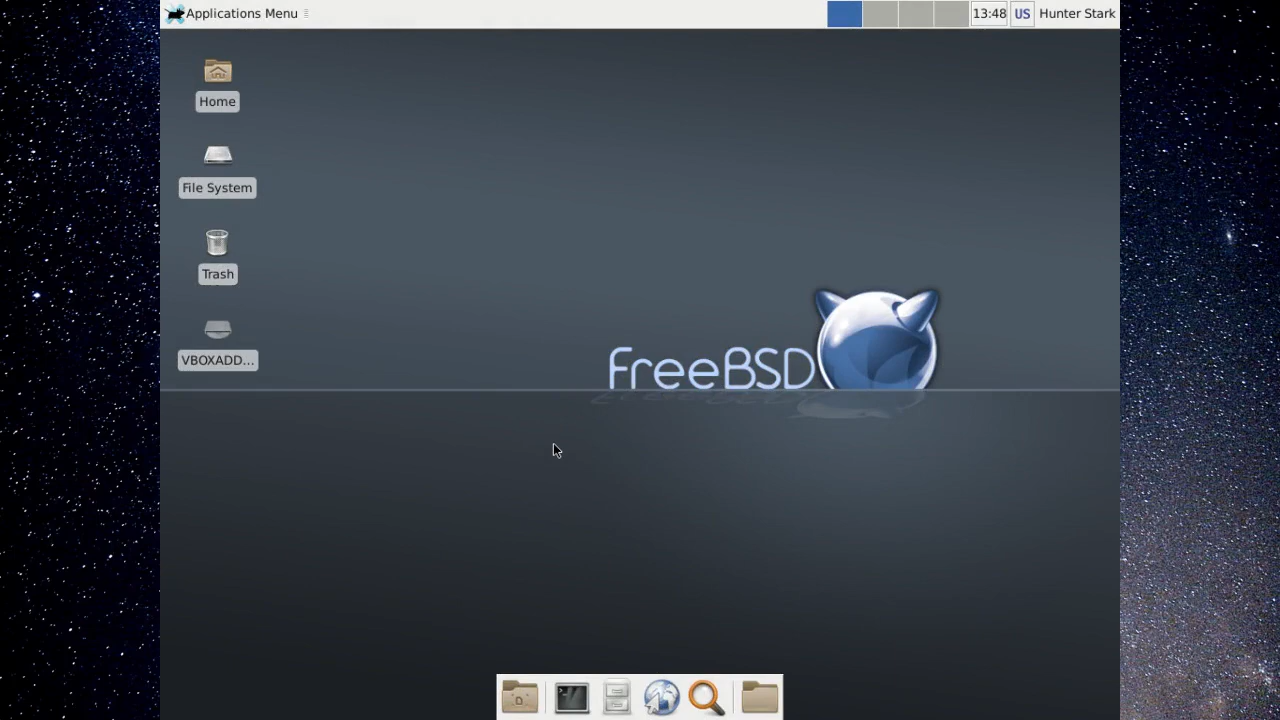 Applications Menu
13:48
US
Hunter Stark
Home
File System
Trash
VBOXADD...
FreeBSD